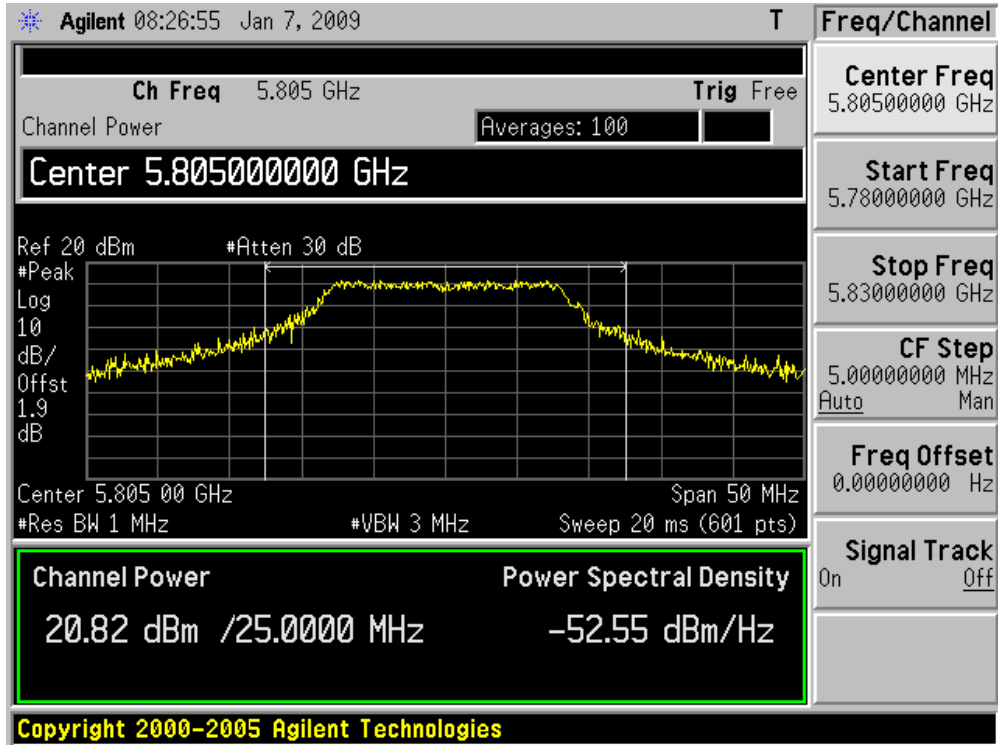 Agilent 08:26:55 Jan 7, 2009 T
Ch Freq 5.805 GHz Trig Free
Channel Power Averages: 100
Center 5.805000000 GHz
Ref 20 dBm #Atten 30 dB
#Peak
Log
10
dB/
Offst
1.9
dB
Center 5.805 00 GHz Span 50 MHz
#Res BW 1 MHz #VBW 3 MHz Sweep 20 ms (601 pts)
Channel Power Power Spectral Density
20.82 dBm /25.0000 MHz -52.55 dBm/Hz
Copyright 2000-2005 Agilent Technologies
Freq/Channel
Center Freq
5.80500000 GHz
Start Freq
5.78000000 GHz
Stop Freq
5.83000000 GHz
CF Step
5.00000000 MHz
Auto Man
Freq Offset
0.00000000 Hz
Signal Track
On Off